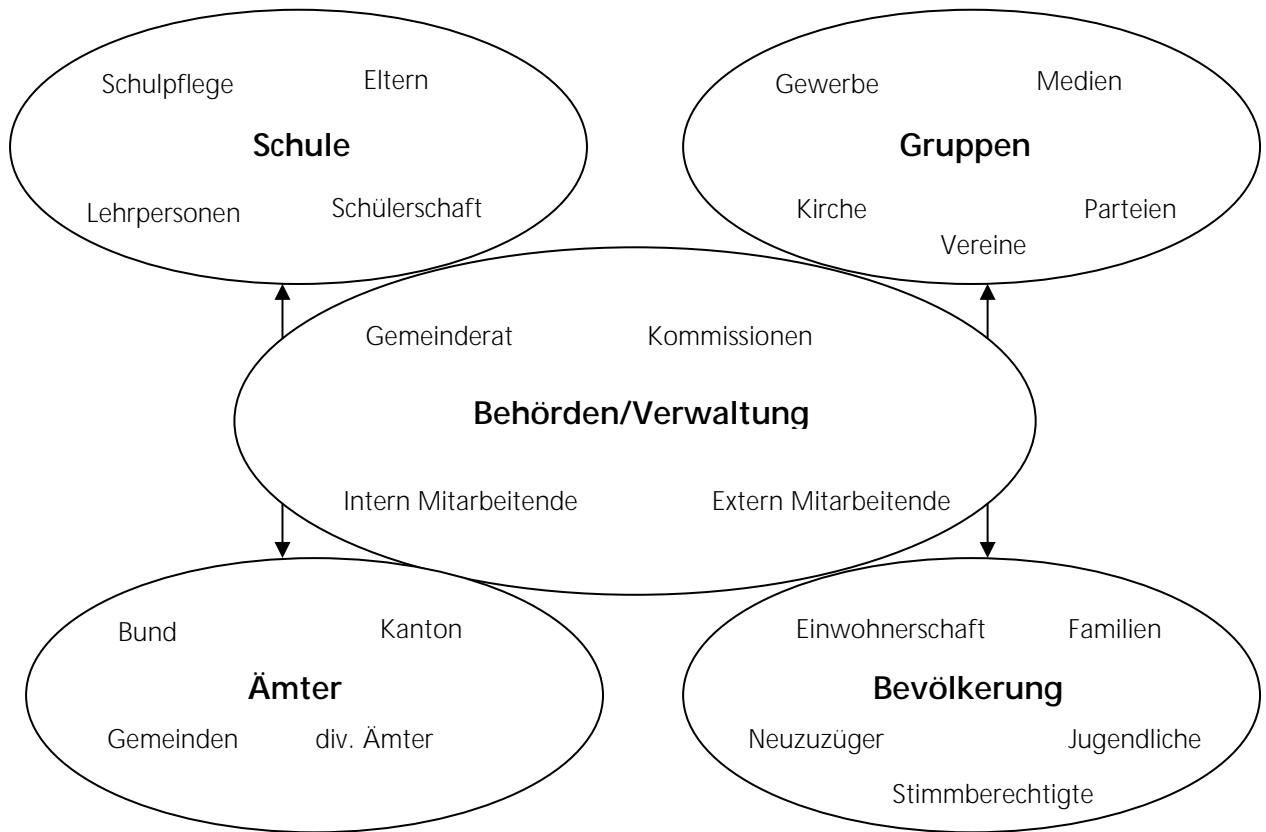 Schulpflege
Eltern
Schule
Lehrpersonen
Schülerschaft
Gewerbe
Medien
Gruppen
Kirche
Parteien
Vereine
Gemeinderat
Kommissionen
Behörden/Verwaltung
Intern Mitarbeitende
Extern Mitarbeitende
Bund
Kanton
Ämter
Gemeinden
div. Ämter
Einwohnerschaft
Familien
Bevölkerung
Neuzuzüger
Jugendliche
Stimmberechtigte